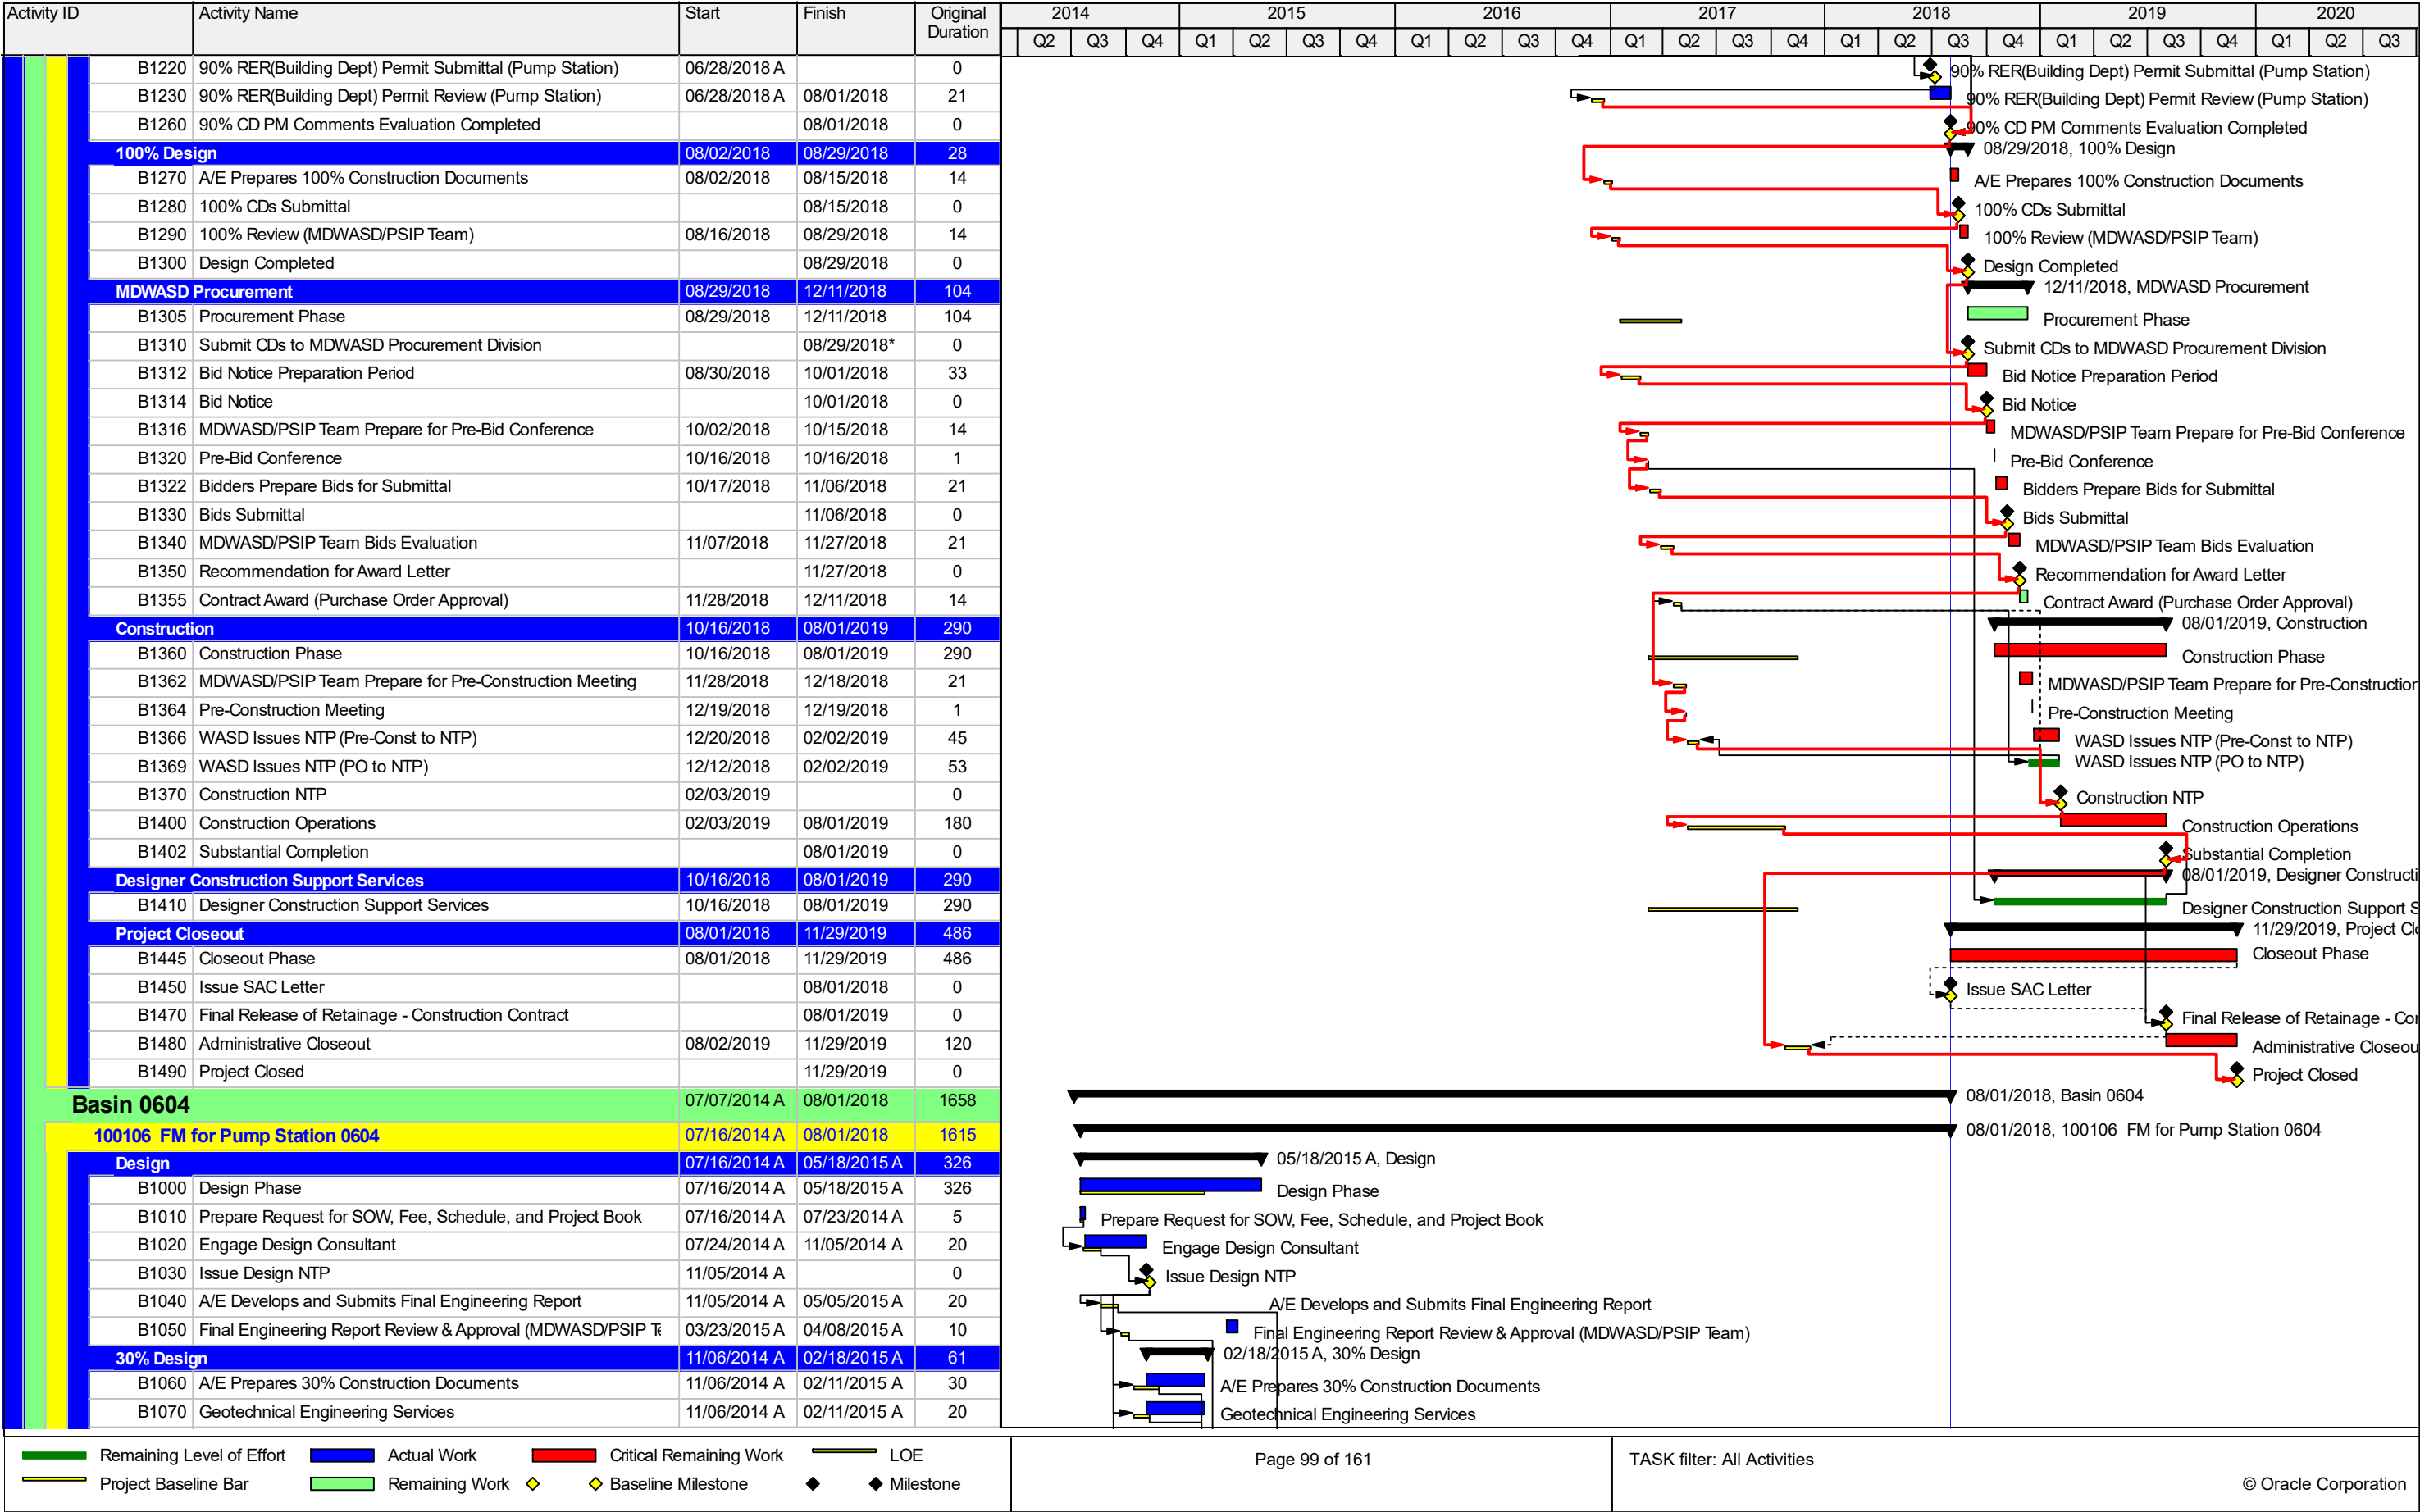 Activity ID Activity Name Start Finish Original Duration 2014 2015 2016 2017 2018 2019 2020
Q2 Q3 Q4 Q1 Q2 Q3 Q4 Q1 Q2 Q3 Q4 Q1 Q2 Q3 Q4 Q1 Q2 Q3 Q4 Q1 Q2 Q3 Q4 Q1 Q2 Q3
B1220 90% RER(Building Dept) Permit Submittal (Pump Station) 06/28/2018 A 0 90% RER(Building Dept) Permit Submittal (Pump Station)
B1230 90% RER(Building Dept) Permit Review (Pump Station) 06/28/2018 A 08/01/2018 21 90% RER(Building Dept) Permit Review (Pump Station)
B1260 90% CD PM Comments Evaluation Completed 08/01/2018 0 90% CD PM Comments Evaluation Completed
100% Design 08/02/2018 08/29/2018 28 08/29/2018, 100% Design
B1270 A/E Prepares 100% Construction Documents 08/02/2018 08/15/2018 14 A/E Prepares 100% Construction Documents
B1280 100% CDs Submittal 08/15/2018 0 100% CDs Submittal
B1290 100% Review (MDWASD/PSIP Team) 08/16/2018 08/29/2018 14 100% Review (MDWASD/PSIP Team)
B1300 Design Completed 08/29/2018 0 Design Completed
MDWASD Procurement 08/29/2018 12/11/2018 104 12/11/2018, MDWASD Procurement
B1305 Procurement Phase 08/29/2018 12/11/2018 104 Procurement Phase
B1310 Submit CDs to MDWASD Procurement Division 08/29/2018* 0 Submit CDs to MDWASD Procurement Division
B1312 Bid Notice Preparation Period 08/30/2018 10/01/2018 33 Bid Notice Preparation Period
B1314 Bid Notice 10/01/2018 0 Bid Notice
B1316 MDWASD/PSIP Team Prepare for Pre-Bid Conference 10/02/2018 10/15/2018 14 MDWASD/PSIP Team Prepare for Pre-Bid Conference
B1320 Pre-Bid Conference 10/16/2018 10/16/2018 1 Pre-Bid Conference
B1322 Bidders Prepare Bids for Submittal 10/17/2018 11/06/2018 21 Bidders Prepare Bids for Submittal
B1330 Bids Submittal 11/06/2018 0 Bids Submittal
B1340 MDWASD/PSIP Team Bids Evaluation 11/07/2018 11/27/2018 21 MDWASD/PSIP Team Bids Evaluation
B1350 Recommendation for Award Letter 11/27/2018 0 Recommendation for Award Letter
B1355 Contract Award (Purchase Order Approval) 11/28/2018 12/11/2018 14 Contract Award (Purchase Order Approval)
Construction 10/16/2018 08/01/2019 290 08/01/2019, Construction
B1360 Construction Phase 10/16/2018 08/01/2019 290 Construction Phase
B1362 MDWASD/PSIP Team Prepare for Pre-Construction Meeting 11/28/2018 12/18/2018 21 MDWASD/PSIP Team Prepare for Pre-Construction
B1364 Pre-Construction Meeting 12/19/2018 12/19/2018 1 Pre-Construction Meeting
B1366 WASD Issues NTP (Pre-Const to NTP) 12/20/2018 02/02/2019 45 WASD Issues NTP (Pre-Const to NTP)
B1369 WASD Issues NTP (PO to NTP) 12/12/2018 02/02/2019 53 WASD Issues NTP (PO to NTP)
B1370 Construction NTP 02/03/2019 0 Construction NTP
B1400 Construction Operations 02/03/2019 08/01/2019 180 Construction Operations
B1402 Substantial Completion 08/01/2019 0 Substantial Completion
Designer Construction Support Services 10/16/2018 08/01/2019 290 08/01/2019, Designer Constructi
B1410 Designer Construction Support Services 10/16/2018 08/01/2019 290 Designer Construction Support S
Project Closeout 08/01/2018 11/29/2019 486 11/29/2019, Project Clo
B1445 Closeout Phase 08/01/2018 11/29/2019 486 Closeout Phase
B1450 Issue SAC Letter 08/01/2018 0 Issue SAC Letter
B1470 Final Release of Retainage - Construction Contract 08/01/2019 0 Final Release of Retainage - Con
B1480 Administrative Closeout 08/02/2019 11/29/2019 120 Administrative Closeou
B1490 Project Closed 11/29/2019 0 Project Closed
Basin 0604 07/07/2014 A 08/01/2018 1658 08/01/2018, Basin 0604
100106 FM for Pump Station 0604 07/16/2014 A 08/01/2018 1615 08/01/2018, 100106 FM for Pump Station 0604
Design 07/16/2014 A 05/18/2015 A 326 05/18/2015 A, Design
B1000 Design Phase 07/16/2014 A 05/18/2015 A 326 Design Phase
B1010 Prepare Request for SOW, Fee, Schedule, and Project Book 07/16/2014 A 07/23/2014 A 5 Prepare Request for SOW, Fee, Schedule, and Project Book
B1020 Engage Design Consultant 07/24/2014 A 11/05/2014 A 20 Engage Design Consultant
B1030 Issue Design NTP 11/05/2014 A 0 Issue Design NTP
B1040 A/E Develops and Submits Final Engineering Report 11/05/2014 A 05/05/2015 A 20 A/E Develops and Submits Final Engineering Report
B1050 Final Engineering Report Review & Approval (MDWASD/PSIP Te 03/23/2015 A 04/08/2015 A 10 Final Engineering Report Review & Approval (MDWASD/PSIP Team)
30% Design 11/06/2014 A 02/18/2015 A 61 02/18/2015 A, 30% Design
B1060 A/E Prepares 30% Construction Documents 11/06/2014 A 02/11/2015 A 30 A/E Prepares 30% Construction Documents
B1070 Geotechnical Engineering Services 11/06/2014 A 02/11/2015 A 20 Geotechnical Engineering Services
Remaining Level of Effort Actual Work Critical Remaining Work LOE Page 99 of 161 TASK filter: All Activities
Project Baseline Bar Remaining Work Baseline Milestone Milestone © Oracle Corporation